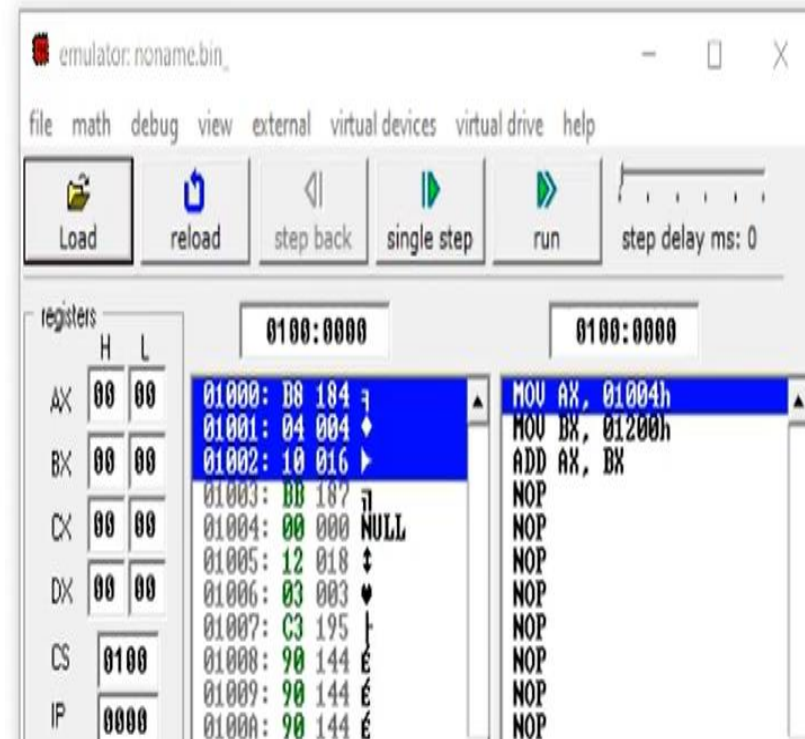 emulator: noname.bin_
file math debug view external virtual devices virtual drive help
Load reload step back single step run step delay ms: 0
registers
H L
0100:0000 0100:0000
AX 00 00
BX 00 00
CX 00 00
DX 00 00
CS 0100
IP 0000
01000: B8 184 ╕
01001: 04 004 ♦
01002: 10 016 ►
01003: BB 187 ╗
01004: 00 000 NULL
01005: 12 018 ↕
01006: 03 003 ♥
01007: C3 195 ├
01008: 90 144 É
01009: 90 144 É
0100A: 90 144 É
MOV AX, 01004h
MOV BX, 01200h
ADD AX, BX
NOP
NOP
NOP
NOP
NOP
NOP
NOP
NOP